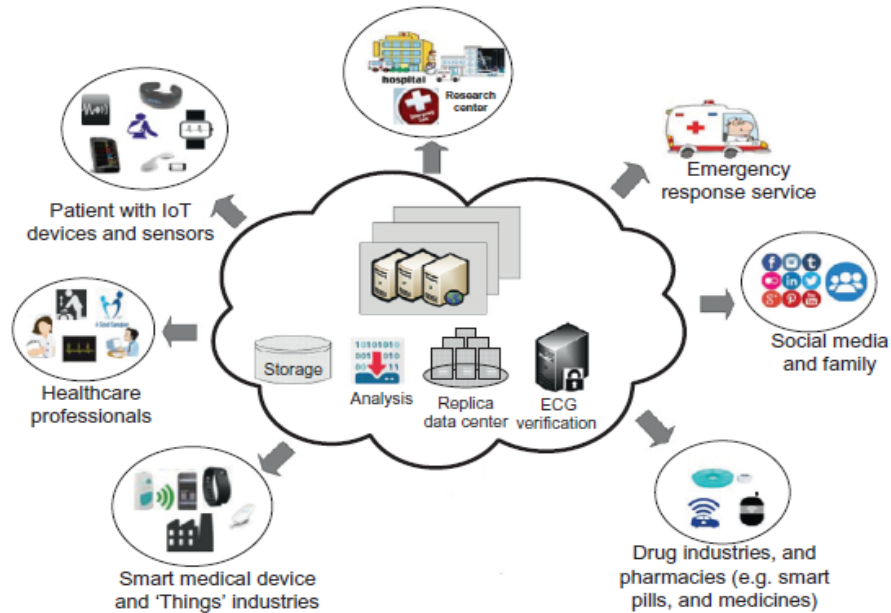 hospital
Research
center
Emergency
response service
Patient with IoT
devices and sensors
Social media
and family
Healthcare
professionals
Storage
10101010
Analysis
Replica
data center
ECG
verification
Smart medical device
and ‘Things’ industries
Drug industries, and
pharmacies (e.g. smart
pills, and medicines)